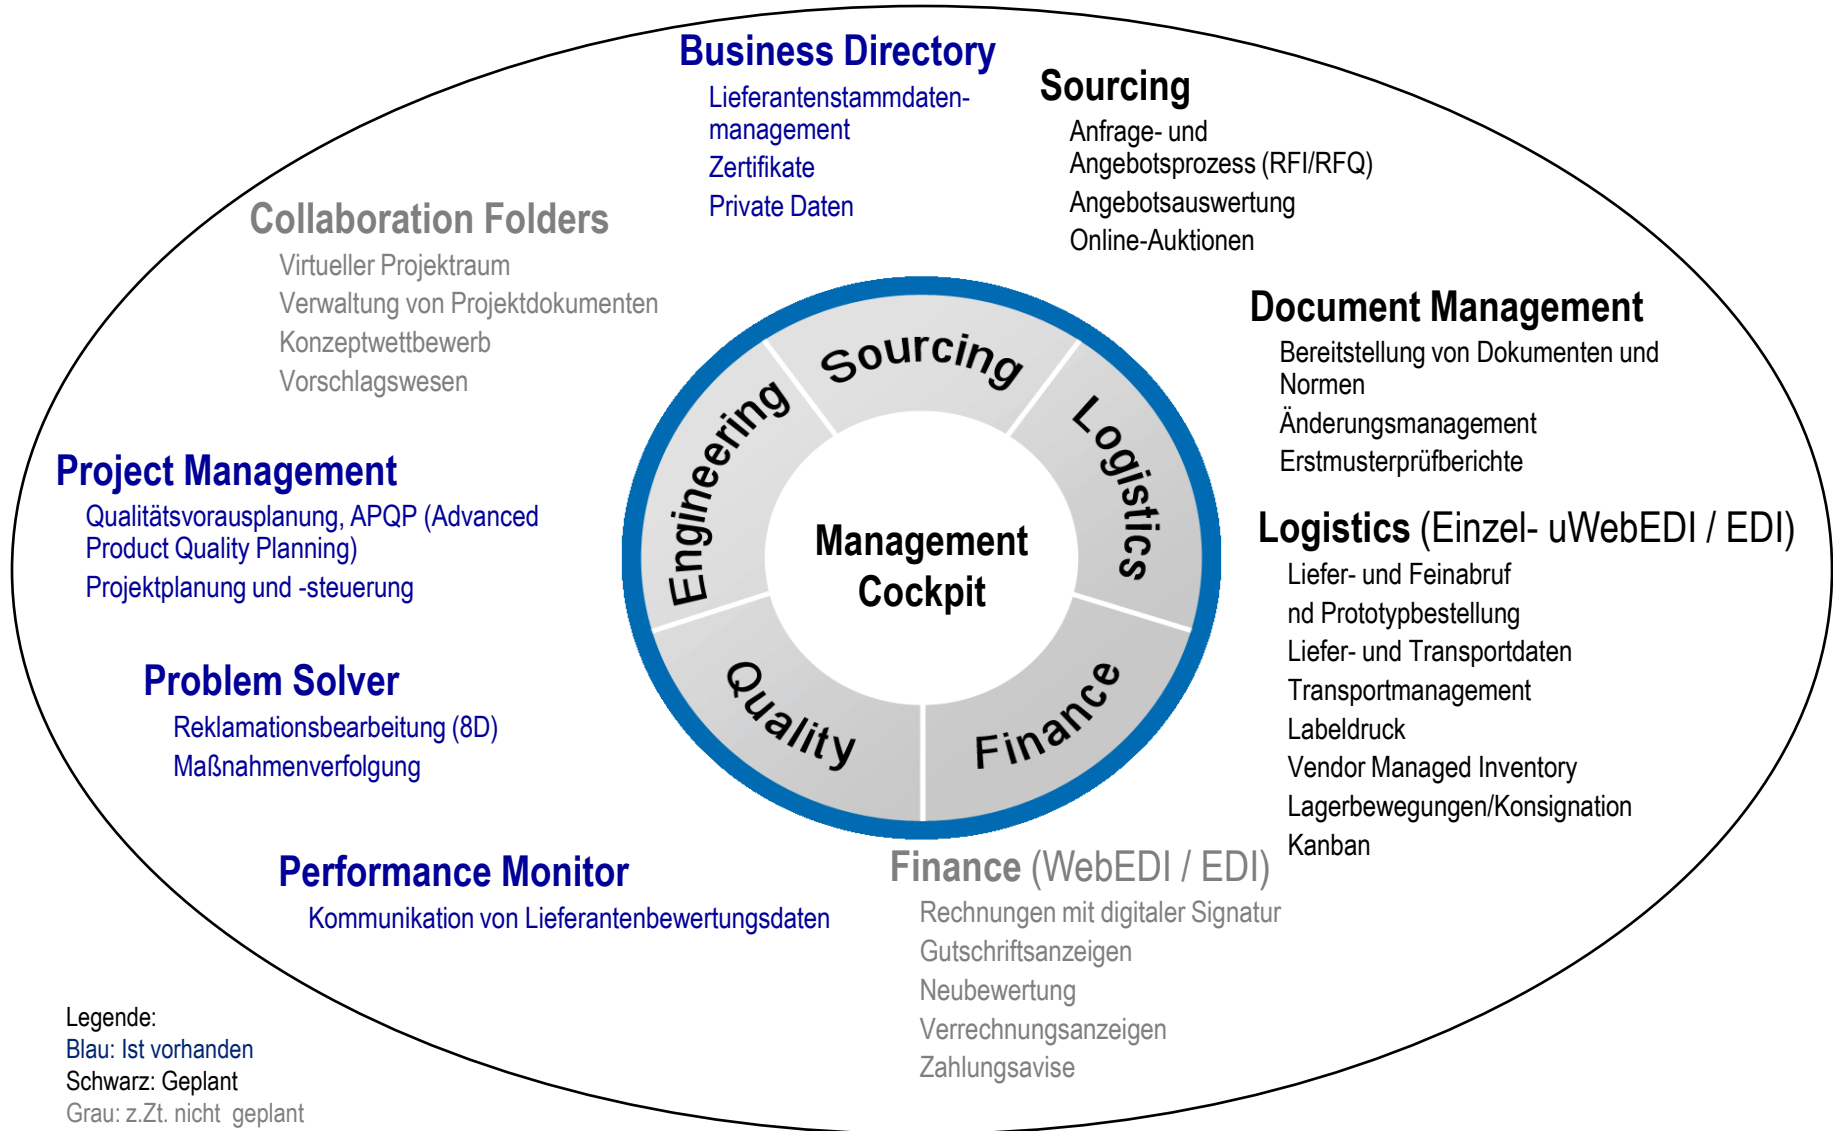 Business Directory
Lieferantenstammdaten-
management
Zertifikate
Private Daten
Sourcing
Anfrage- und
Angebotsprozess (RFI/RFQ)
Angebotsauswertung
Online-Auktionen
Collaboration Folders
Virtueller Projektraum
Verwaltung von Projektdokumenten
Konzeptwettbewerb
Vorschlagswesen
Document Management
Bereitstellung von Dokumenten und
Normen
Änderungsmanagement
Erstmusterprüfberichte
Project Management
Qualitätsvorausplanung, APQP (Advanced
Product Quality Planning)
Projektplanung und -steuerung
Sourcing
Engineering
Logistics
Management
Cockpit
Quality
Finance
Logistics (Einzel- uWebEDI / EDI)
Liefer- und Feinabruf
nd Prototypbestellung
Liefer- und Transportdaten
Transportmanagement
Labeldruck
Vendor Managed Inventory
Lagerbewegungen/Konsignation
Kanban
Problem Solver
Reklamationsbearbeitung (8D)
Maßnahmenverfolgung
Performance Monitor
Kommunikation von Lieferantenbewertungsdaten
Finance (WebEDI / EDI)
Rechnungen mit digitaler Signatur
Gutschriftsanzeigen
Neubewertung
Verrechnungsanzeigen
Zahlungsavise
Legende:
Blau: Ist vorhanden
Schwarz: Geplant
Grau: z.Zt. nicht  geplant